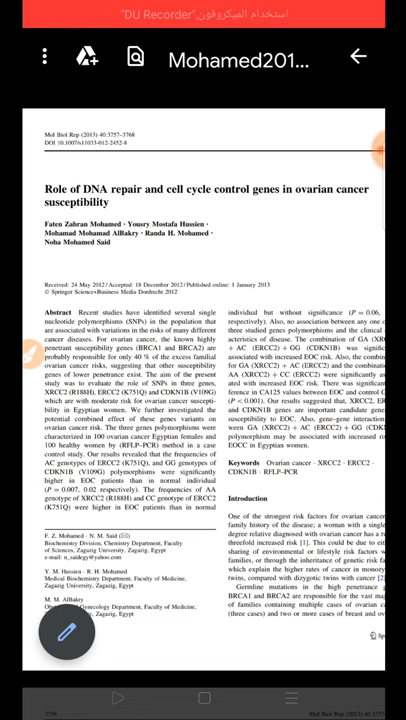 استخدام الميكروفون,"DU Recorder"
Mohamed201...
Mol Biol Rep (2013) 40:3757–3768
DOI 10.1007/s11033-012-2452-8
Role of DNA repair and cell cycle control genes in ovarian cancer
susceptibility
Faten Zahran Mohamed · Yousry Mostafa Hussien ·
Mohamad Mohamad AlBakry · Randa H. Mohamed ·
Noha Mohamed Said
Received: 24 May 2012 / Accepted: 18 December 2012 / Published online: 1 January 2013
© Springer Science+Business Media Dordrecht 2012
Abstract Recent studies have identified several single
nucleotide polymorphisms (SNPs) in the population that
are associated with variations in the risks of many different
cancer diseases. For ovarian cancer, the known highly
penetrant susceptibility genes (BRCA1 and BRCA2) are
probably responsible for only 40 % of the excess familial
ovarian cancer risks, suggesting that other susceptibility
genes of lower penetrance exist. The aim of the present
study was to evaluate the role of SNPs in three genes,
XRCC2(R188H), ERCC2(K751Q) and CDKN1B (V109G)
which are with moderate risk for ovarian cancer suscepti-
bility in Egyptian women. We further investigated the
potential combined effect of these genes variants on
ovarian cancer risk. The three genes polymorphisms were
characterized in 100 ovarian cancer Egyptian females and
100 healthy women by (RFLP–PCR) method in a case
control study. Our results revealed that the frequencies of
AC genotypes of ERCC2 (K751Q), and GG genotypes of
CDKN1B (V109G) polymorphisms were significantly
higher in EOC patients than in normal individual
(P = 0.007, 0.02 respectively). The frequencies of AA
genotype of XRCC2 (R188H) and CC genotype of ERCC2
(K751Q) were higher in EOC patients than in normal
F. Z. Mohamed · N. M. Said (✉)
Biochemistry Division, Chemistry Department, Faculty
of Sciences, Zagazig University, Zagazig, Egypt
e-mail: n_saidegy@yahoo.com
Y. M. Hussien · R. H. Mohamed
Medical Biochemistry Department, Faculty of Medicine,
Zagazig University, Zagazig, Egypt
M. M. AlBakry
Gynecology Department, Faculty of Medicine,
Zagazig, Egypt
individual but without significance (P = 0.06,
respectively). Also, no association between any one
three studied genes polymorphisms and the clinical
acteristics of disease. The combination of GA
+ AC (ERCC2) + GG (CDKN1B) was
associated with increased EOC risk. Also, the
for GA (XRCC2) + AC (ERCC2) and the
AA (XRCC2) + CC (ERCC2) were significantly
ated with increased EOC risk. There was
ference in CA125 values between EOC and control
(P < 0.001). Our results suggested that, XRCC2,
and CDKN1B genes are important candidate
susceptibility to EOC. Also, gene–gene interaction
ween GA (XRCC2) + AC (ERCC2) + GG
polymorphism may be associated with increased
EOCC in Egyptian women.
Keywords Ovarian cancer · XRCC2 · ERCC2 ·
CDKN1B · RFLP–PCR
Introduction
One of the strongest risk factors for ovarian
family history of the disease; a woman with a
degree relative diagnosed with ovarian cancer has a
threefold increased risk [1]. This could be due to
sharing of environmental or lifestyle risk factors
families, or through the inheritance of genetic risk
which explain the higher rates of cancer in
twins, compared with dizygotic twins with cancer
Germline mutations in the high penetrance
BRCA1 and BRCA2 are responsible for the vast
of families containing multiple cases of ovarian
(three cases) and two or more cases of breast and
3758
Mol Biol Rep (2013) 40:3757